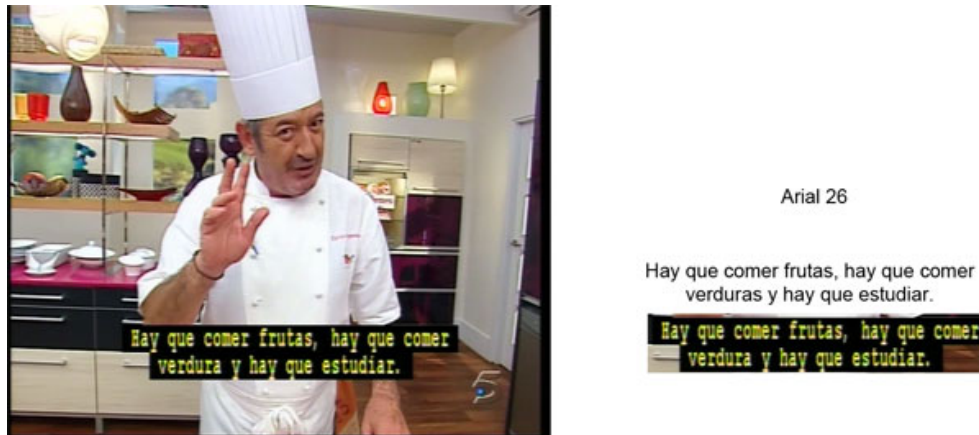 Hay que comer frutas, hay que comer
verdura y hay que estudiar.
5
Arial 26
Hay que comer frutas, hay que comer
verduras y hay que estudiar.
Hay que comer frutas, hay que comer
verdura y hay que estudiar.